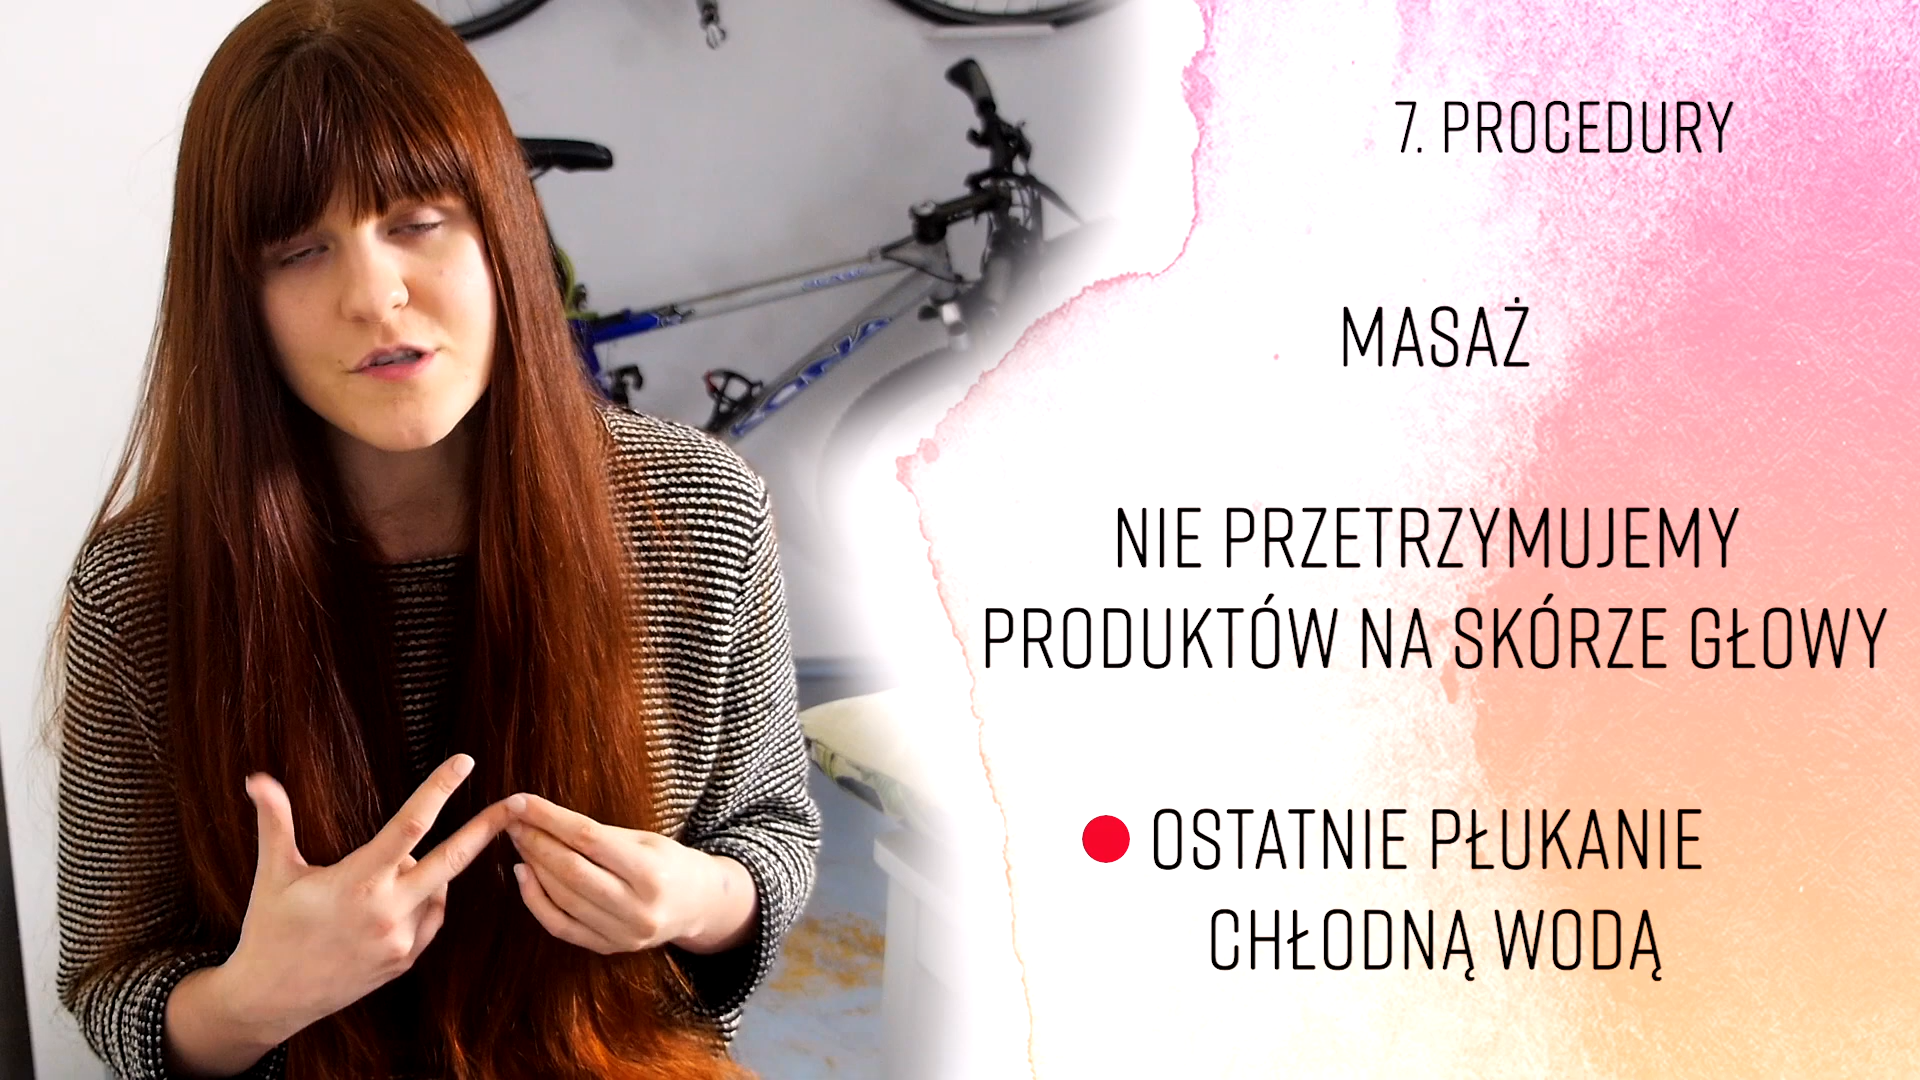 7. PROCEDURY
MASAŻ
NIE PRZETRZYMUJEMY
PRODUKTÓW NA SKÓRZE GŁOWY
OSTATNIE PŁUKANIE
CHŁODNĄ WODĄ